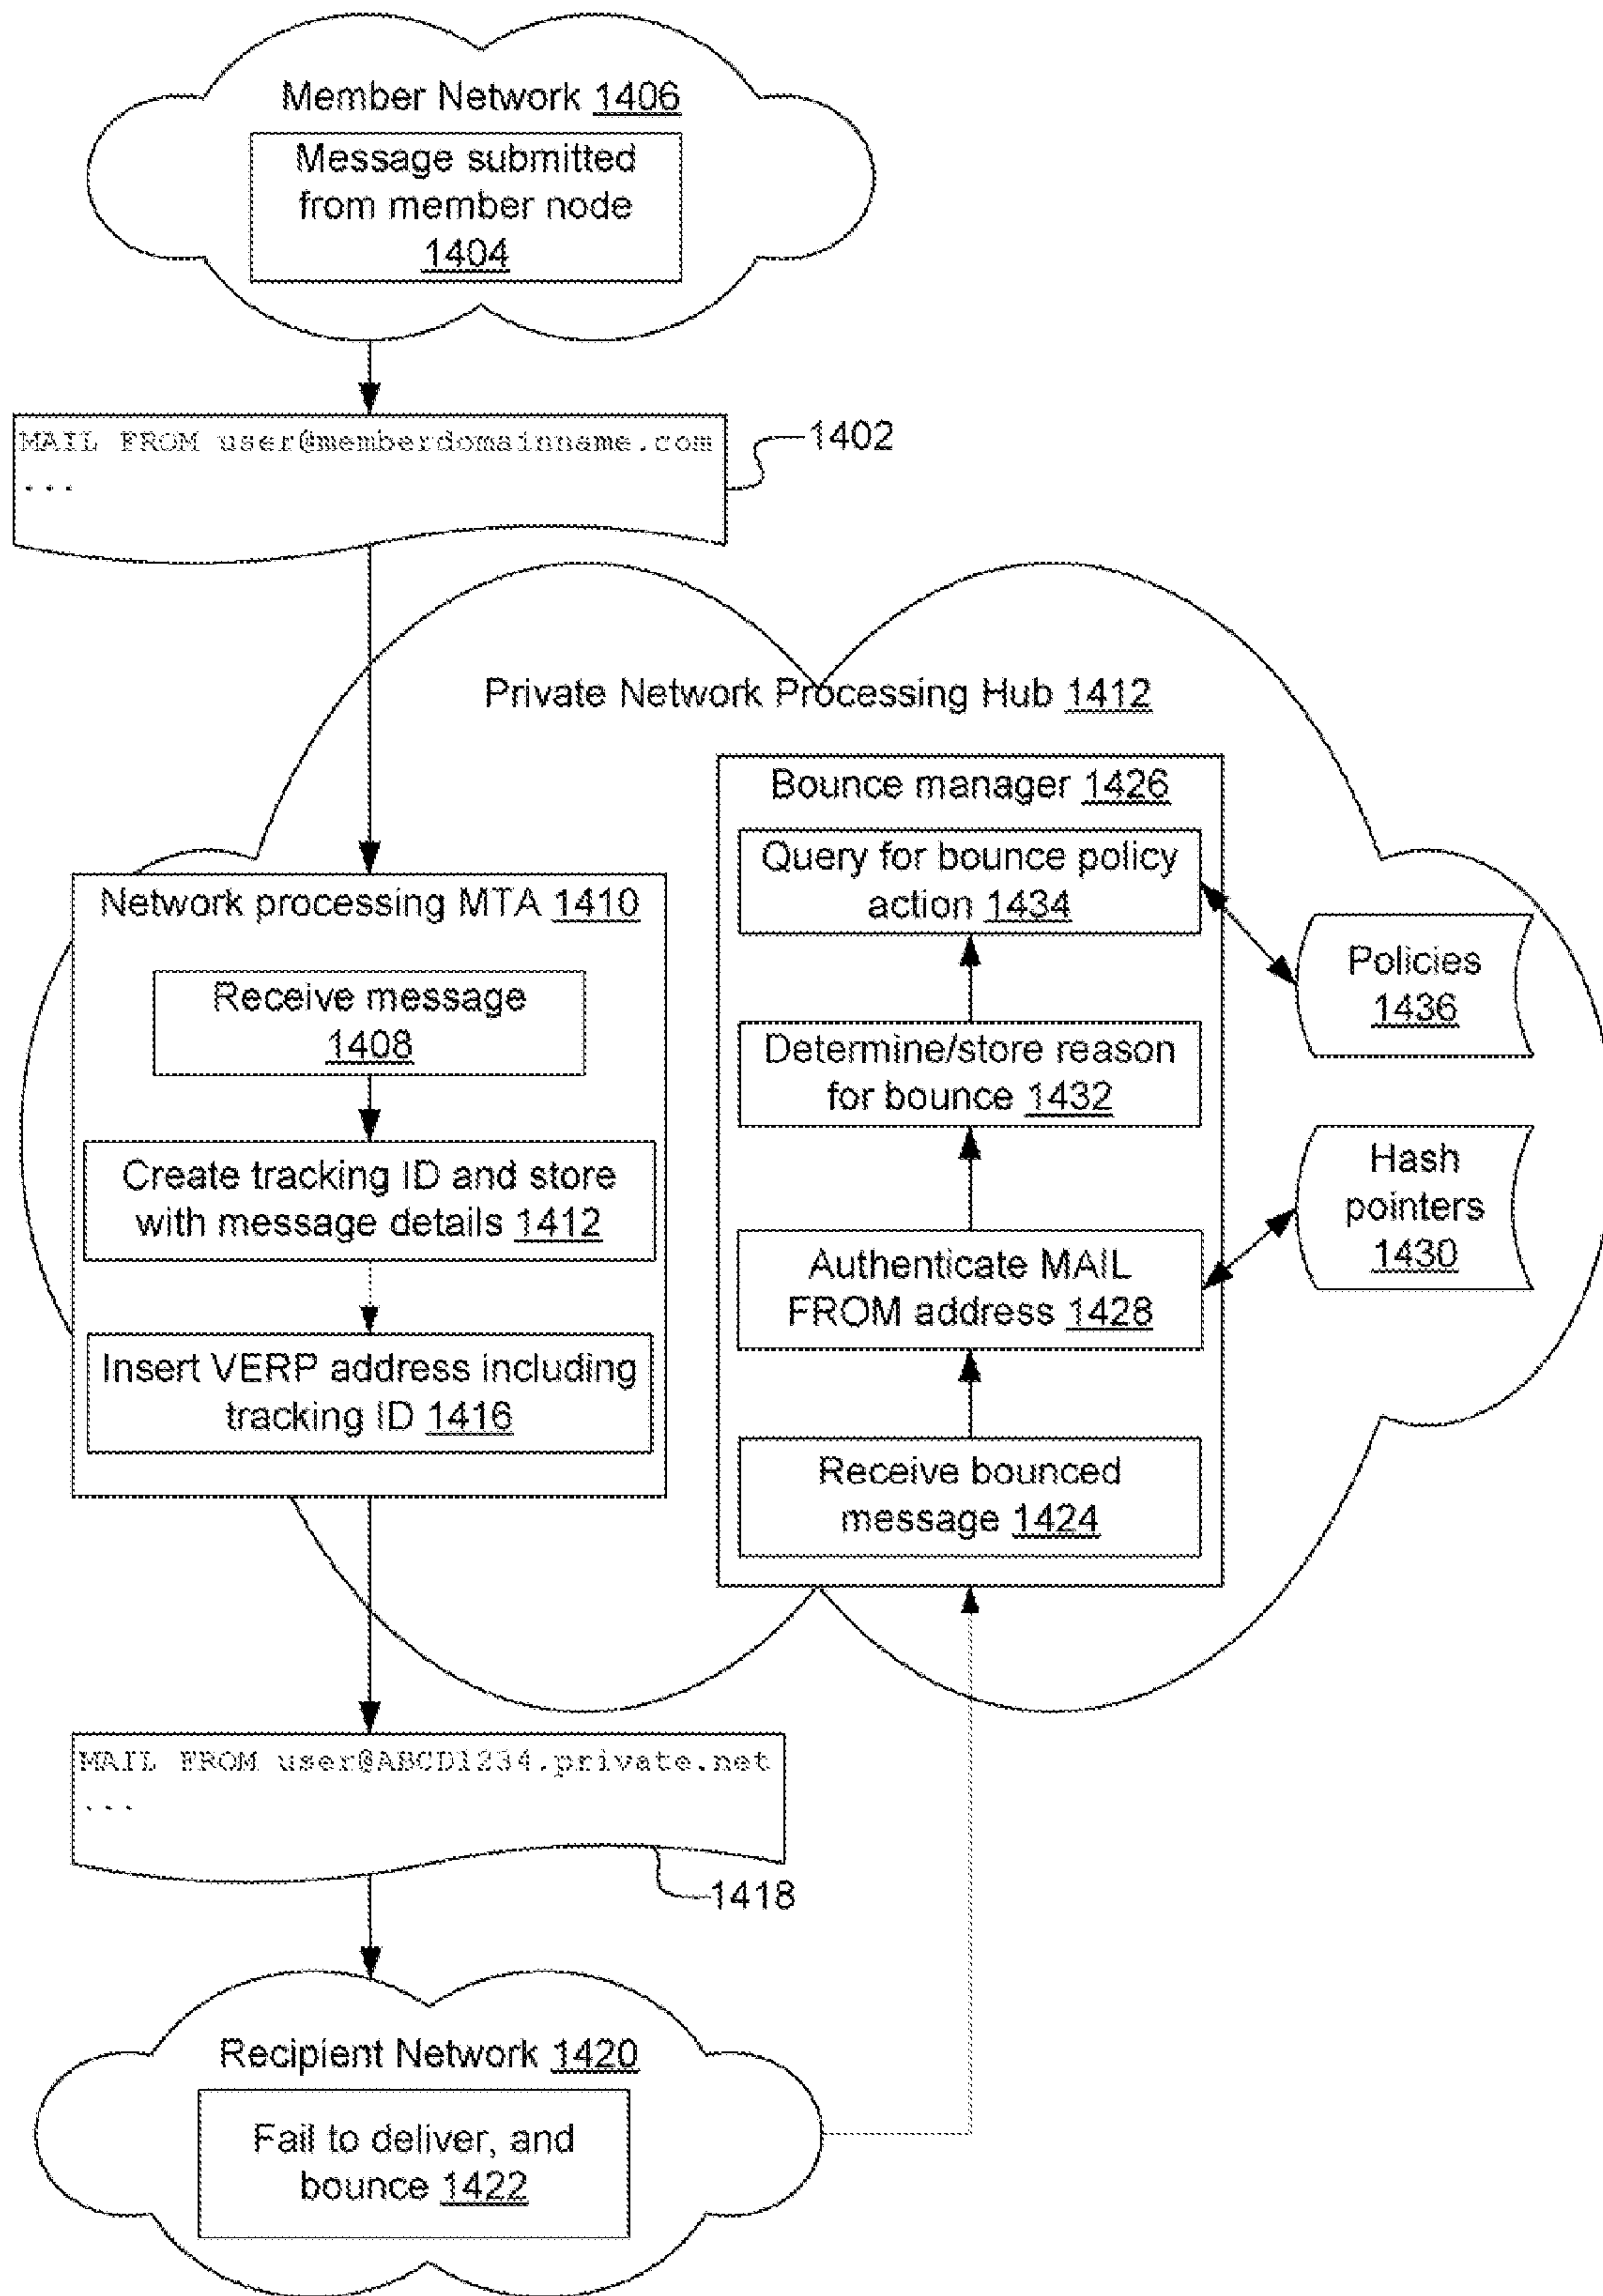 Member Network 1406
Message submitted
from member node
1404
MAIL FROM user@memberdomainname.com
...
1402
Private Network Processing Hub 1412
Network processing MTA 1410
Receive message
1408
Create tracking ID and store
with message details 1412
Insert VERP address including
tracking ID 1416
Bounce manager 1426
Query for bounce policy
action 1434
Determine/store reason
for bounce 1432
Authenticate MAIL
FROM address 1428
Receive bounced
message 1424
Policies
1436
Hash
pointers
1430
MAIL FROM user@ABCD1234.private.net
...
1418
Recipient Network 1420
Fail to deliver, and
bounce 1422